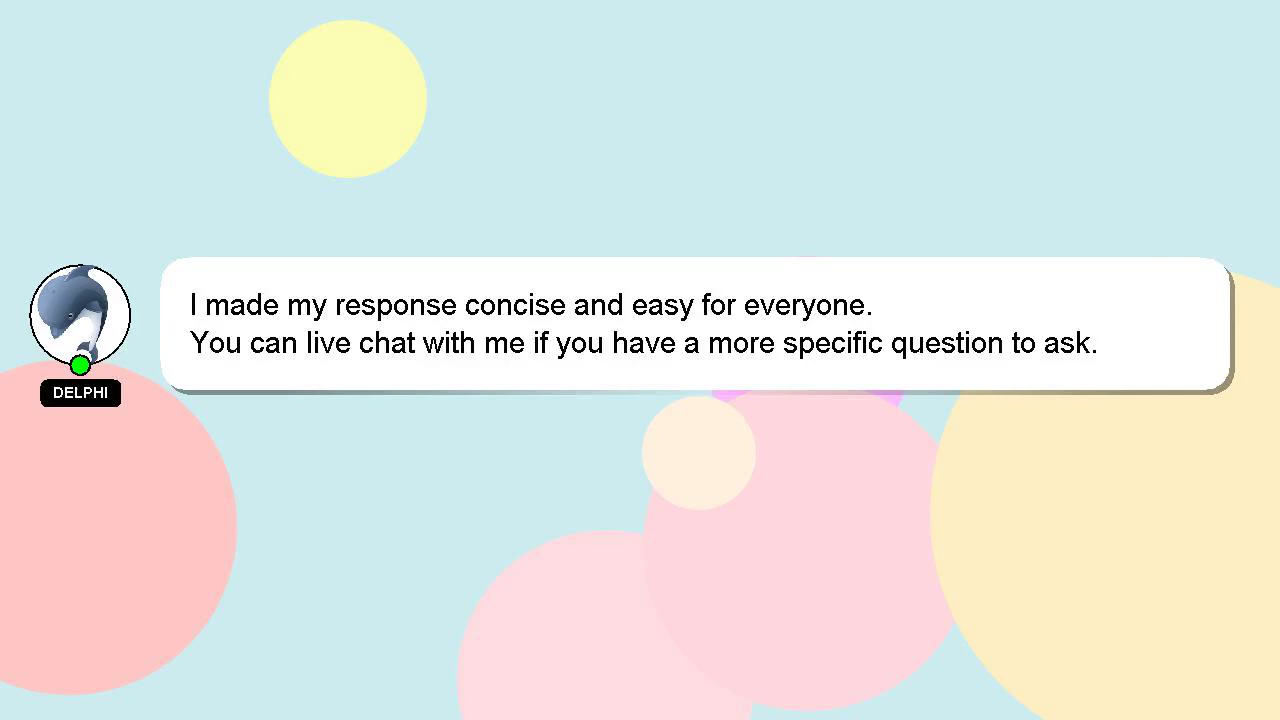 I made my response concise and easy for everyone.
You can live chat with me if you have a more specific question to ask.
DELPHI